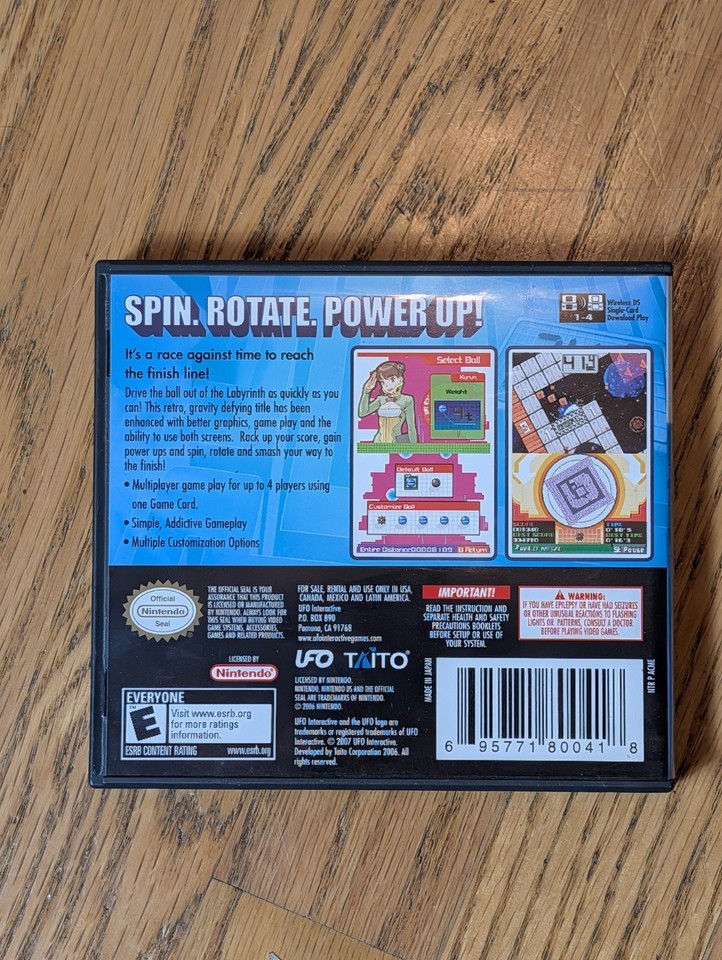 SPIN. ROTATE. POWER UP!
1-4
Wireless DS
Single-Card
Download Play
It's a race against time to reach
the finish line!
Drive the ball out of the Labyrinth as quickly as you
can! This retro, gravity defying title has been
enhanced with better graphics, game play and the
ability to use both screens. Rack up your score, gain
power ups and spin, rotate and smash your way to
the finish!
• Multiplayer game play for up to 4 players using
one Game Card.
• Simple, Addictive Gameplay
• Multiple Customization Options
Select Ball
Kurun
Weight
Default Ball
Customize Ball
Entire Distance00008109 B Return
SCORE
BEST SCORE
TIME
BEST TIME
Pause
Official
Nintendo
Seal
THE OFFICIAL SEAL IS YOUR
ASSURANCE THAT THIS PRODUCT
IS LICENSED OR MANUFACTURED
BY NINTENDO. ALWAYS LOOK FOR
THIS SEAL WHEN BUYING VIDEO
GAME SYSTEMS, ACCESSORIES,
GAMES AND RELATED PRODUCTS.
FOR SALE, RENTAL AND USE ONLY IN USA,
CANADA, MEXICO AND LATIN AMERICA.
UFO Interactive
P.O. BOX 890
Pomona, CA 91768
www.ufointeractivegames.com
IMPORTANT!
READ THE INSTRUCTION AND
SEPARATE HEALTH AND SAFETY
PRECAUTIONS BOOKLETS
BEFORE SETUP OR USE OF
YOUR SYSTEM.
WARNING:
IF YOU HAVE EPILEPSY OR HAVE HAD SEIZURES
OR OTHER UNUSUAL REACTIONS TO FLASHING
LIGHTS OR PATTERNS, CONSULT A DOCTOR
BEFORE PLAYING VIDEO GAMES.
LICENSED BY
Nintendo
UFO TAITO®
LICENSED BY NINTENDO.
NINTENDO, NINTENDO DS AND THE OFFICIAL
SEAL ARE TRADEMARKS OF NINTENDO.
© 2006 NINTENDO.
UFO Interactive and the UFO logo are
trademarks or registered trademarks of UFO
Interactive. © 2007 UFO Interactive.
Developed by Taito Corporation 2006. All
rights reserved.
EVERYONE
E
TM
Visit www.esrb.org
for more ratings
information.
ESRB CONTENT RATING www.esrb.org
MADE IN JAPAN
6 95771 80041 8
NTR P ACME